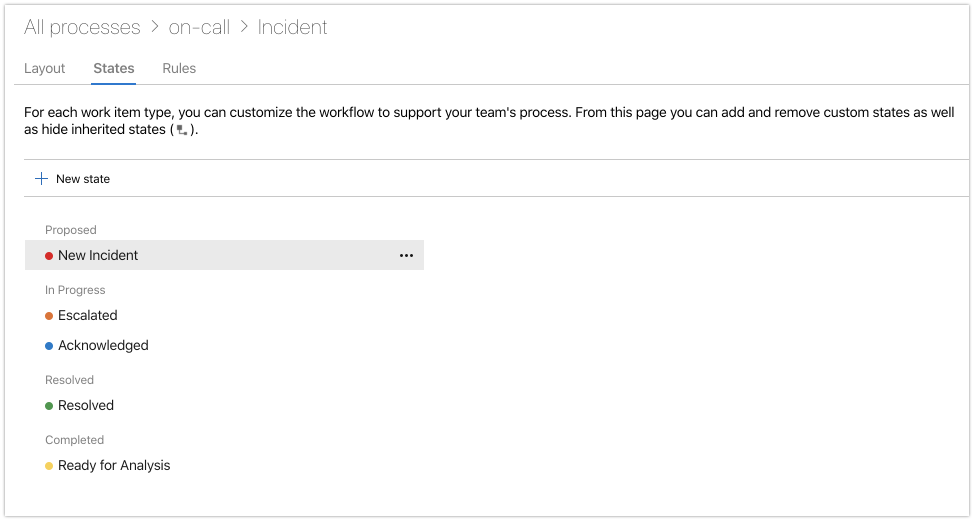 All processes > on-call > Incident
Layout States Rules
For each work item type, you can customize the workflow to support your team's process. From this page you can add and remove custom states as well
as hide inherited states ( ).
+ New state
Proposed
New Incident ...
In Progress
Escalated
Acknowledged
Resolved
Resolved
Completed
Ready for Analysis